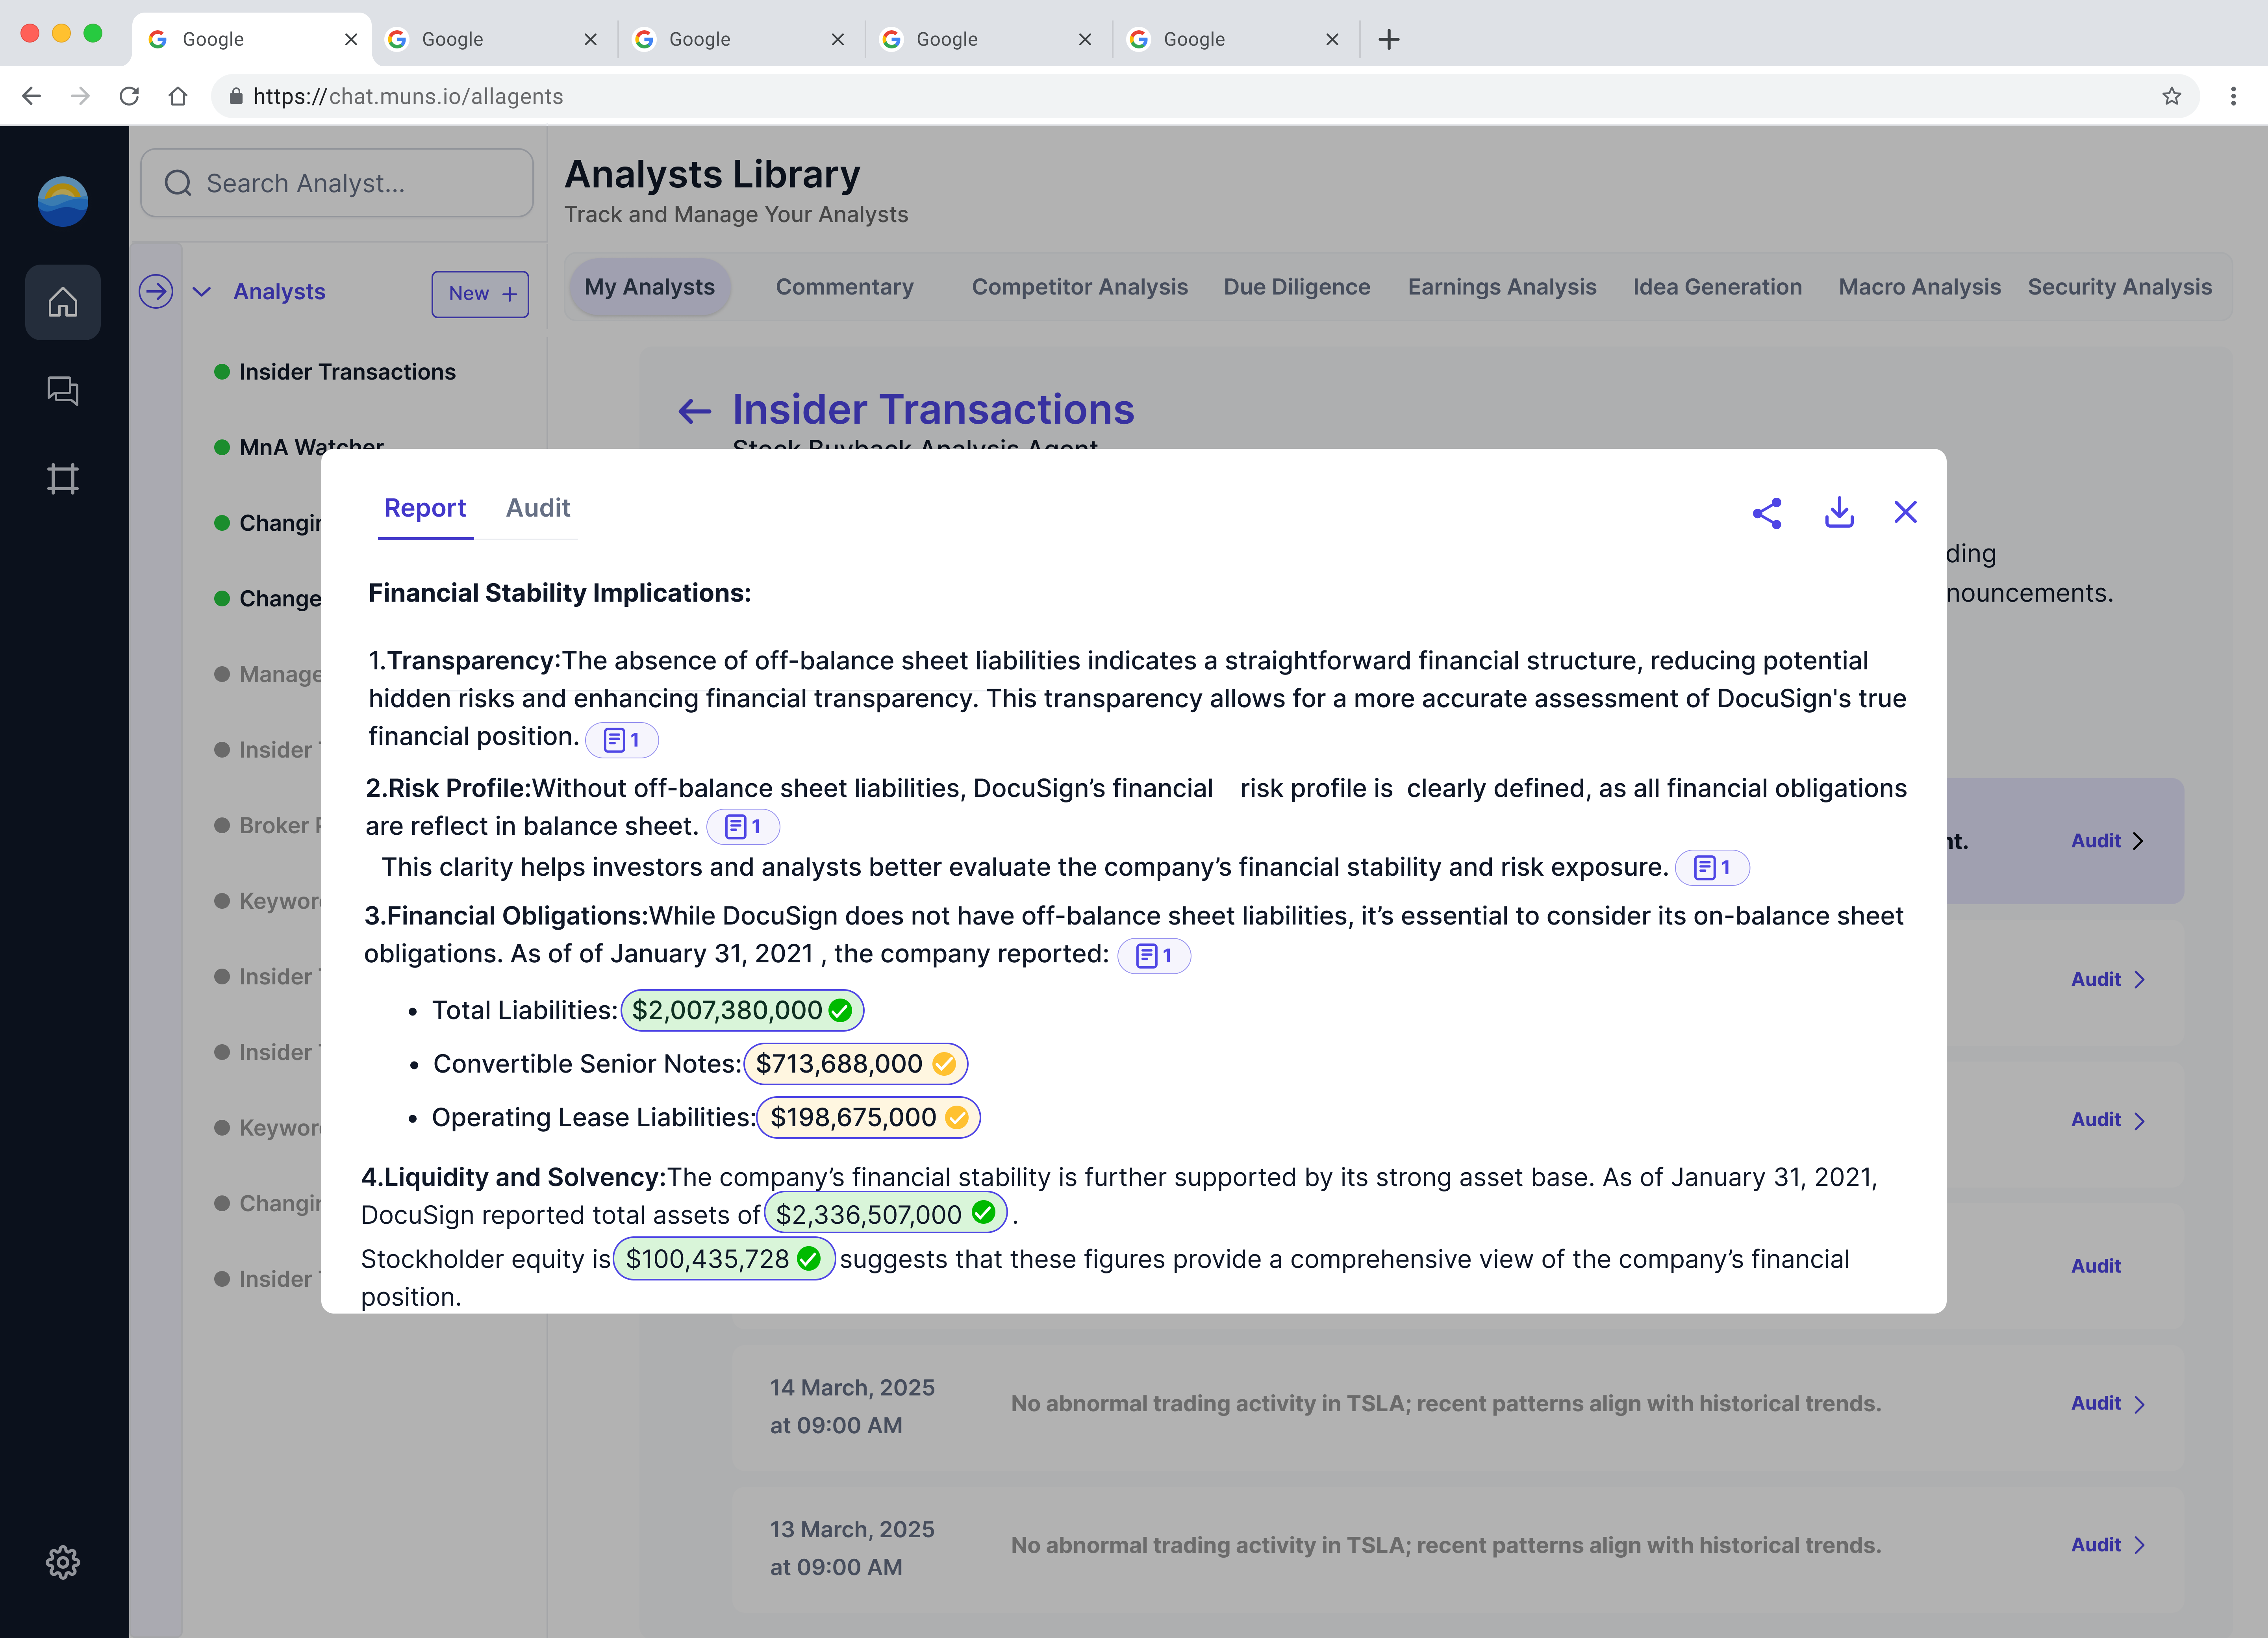 Google
Google
Google
Google
Google
https://chat.muns.io/allagents
Search Analyst...
Analysts Library
Track and Manage Your Analysts
Analysts
New +
My Analysts
Commentary
Competitor Analysis
Due Diligence
Earnings Analysis
Idea Generation
Macro Analysis
Security Analysis
Insider Transactions
MnA Watcher
Changin
Change
Manage
Insider
Broker
Keyword
Insider
Insider
Keyword
Changin
Insider
Insider Transactions
Stock Buyback Analysis Agent
ding
nouncements.
Report
Audit
Financial Stability Implications:
1.Transparency:The absence of off-balance sheet liabilities indicates a straightforward financial structure, reducing potential
hidden risks and enhancing financial transparency. This transparency allows for a more accurate assessment of DocuSign's true
financial position. 1
2.Risk Profile:Without off-balance sheet liabilities, DocuSign’s financial risk profile is clearly defined, as all financial obligations
are reflect in balance sheet. 1
This clarity helps investors and analysts better evaluate the company’s financial stability and risk exposure. 1
3.Financial Obligations:While DocuSign does not have off-balance sheet liabilities, it’s essential to consider its on-balance sheet
obligations. As of of January 31, 2021 , the company reported: 1
• Total Liabilities: $2,007,380,000
• Convertible Senior Notes: $713,688,000
• Operating Lease Liabilities: $198,675,000
4.Liquidity and Solvency:The company’s financial stability is further supported by its strong asset base. As of January 31, 2021,
DocuSign reported total assets of $2,336,507,000 .
Stockholder equity is $100,435,728 suggests that these figures provide a comprehensive view of the company’s financial
position.
nt.
Audit
Audit
Audit
Audit
14 March, 2025
at 09:00 AM
No abnormal trading activity in TSLA; recent patterns align with historical trends.
Audit
13 March, 2025
at 09:00 AM
No abnormal trading activity in TSLA; recent patterns align with historical trends.
Audit